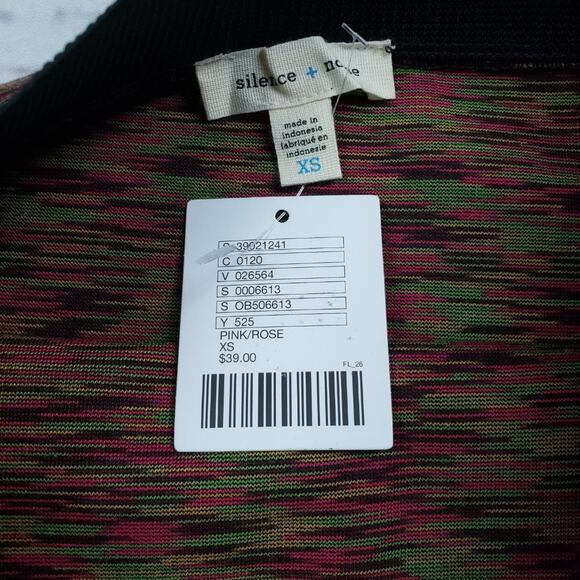 silence + noise
made in
indonesia
fabriqué en
indonesie
XS
S 39021241
C 0120
V 026564
S 0006613
S OB506613
Y 525
PINK/ROSE
XS
$39.00
FL_26